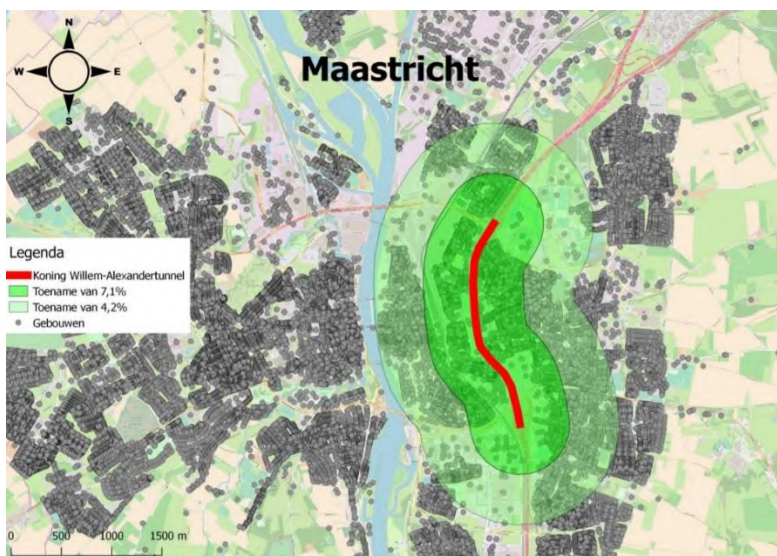 N
Maastricht
W
E
S
Legenda
Koning Willem-Alexandertunnel
Toename van 7,1%
Toename van 4,2%
Gebouwen
0 500 1000 1500 m